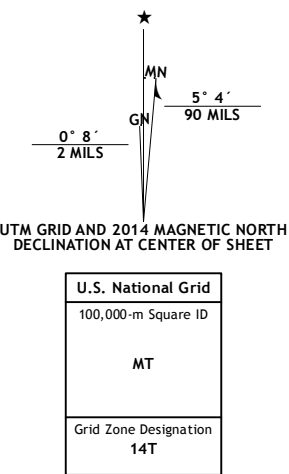 ★
MN
5° 4´
90 MILS
GN
0° 8´
2 MILS
UTM GRID AND 2014 MAGNETIC NORTH
DECLINATION AT CENTER OF SHEET
U.S. National Grid
100,000-m Square ID
MT
Grid Zone Designation
14T